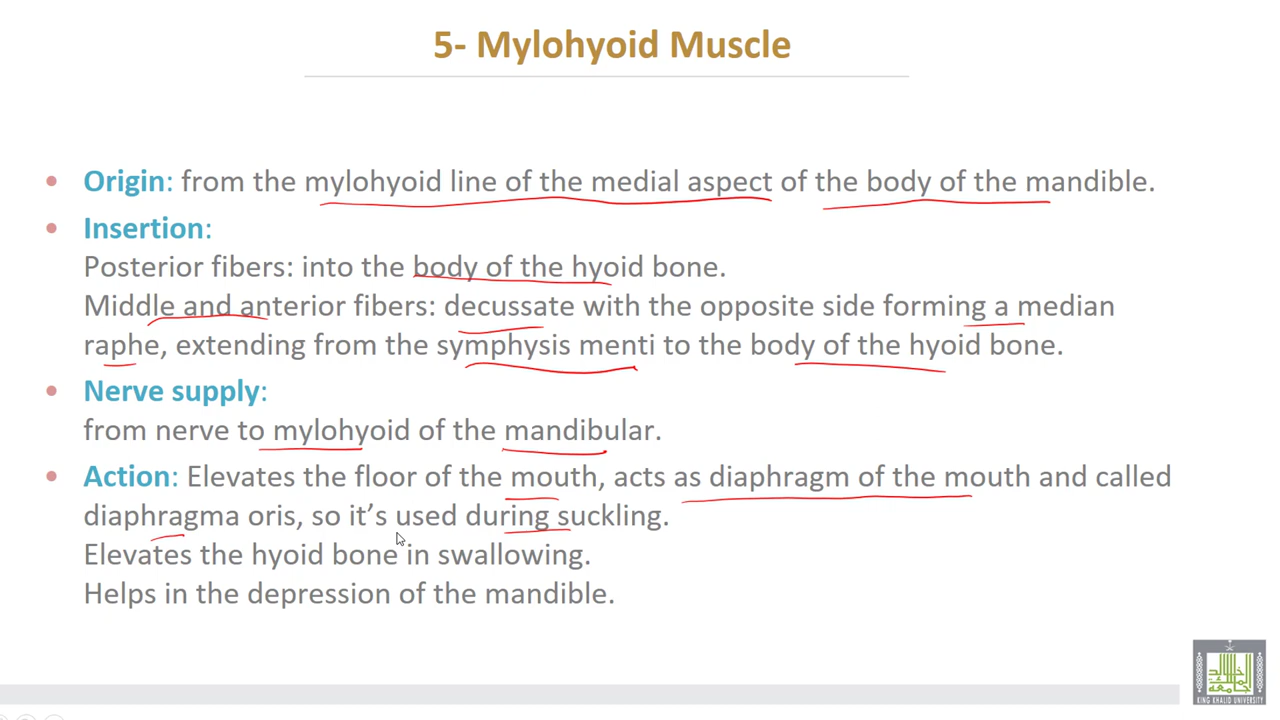 5- Mylohyoid Muscle
• Origin: from the mylohyoid line of the medial aspect of the body of the mandible.
• Insertion:
Posterior fibers: into the body of the hyoid bone.
Middle and anterior fibers: decussate with the opposite side forming a median
raphe, extending from the symphysis menti to the body of the hyoid bone.
• Nerve supply:
from nerve to mylohyoid of the mandibular.
• Action: Elevates the floor of the mouth, acts as diaphragm of the mouth and called
diaphragma oris, so it’s used during suckling.
Elevates the hyoid bone in swallowing.
Helps in the depression of the mandible.
KING KHALID UNIVERSITY